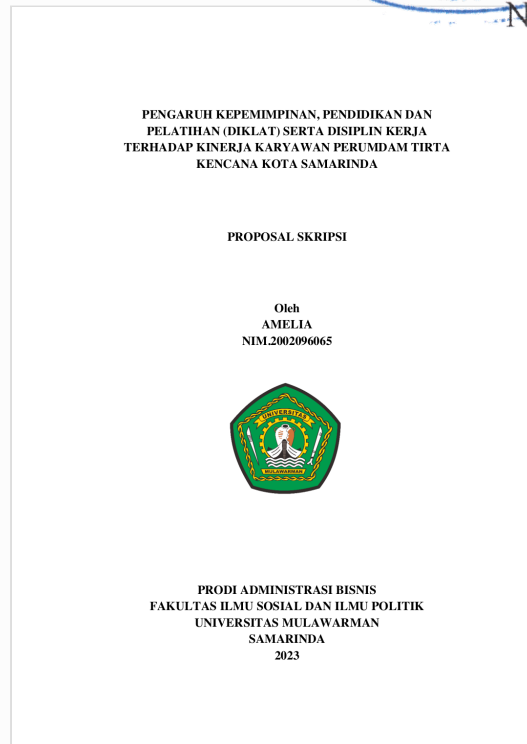 N
PENGARUH KEPEMIMPINAN, PENDIDIKAN DAN
PELATIHAN (DIKLAT) SERTA DISIPLIN KERJA
TERHADAP KINERJA KARYAWAN PERUMDAM TIRTA
KENCANA KOTA SAMARINDA
PROPOSAL SKRIPSI
Oleh
AMELIA
NIM.2002096065
UNIVERSITAS
MULAWARMAN
PRODI ADMINISTRASI BISNIS
FAKULTAS ILMU SOSIAL DAN ILMU POLITIK
UNIVERSITAS MULAWARMAN
SAMARINDA
2023